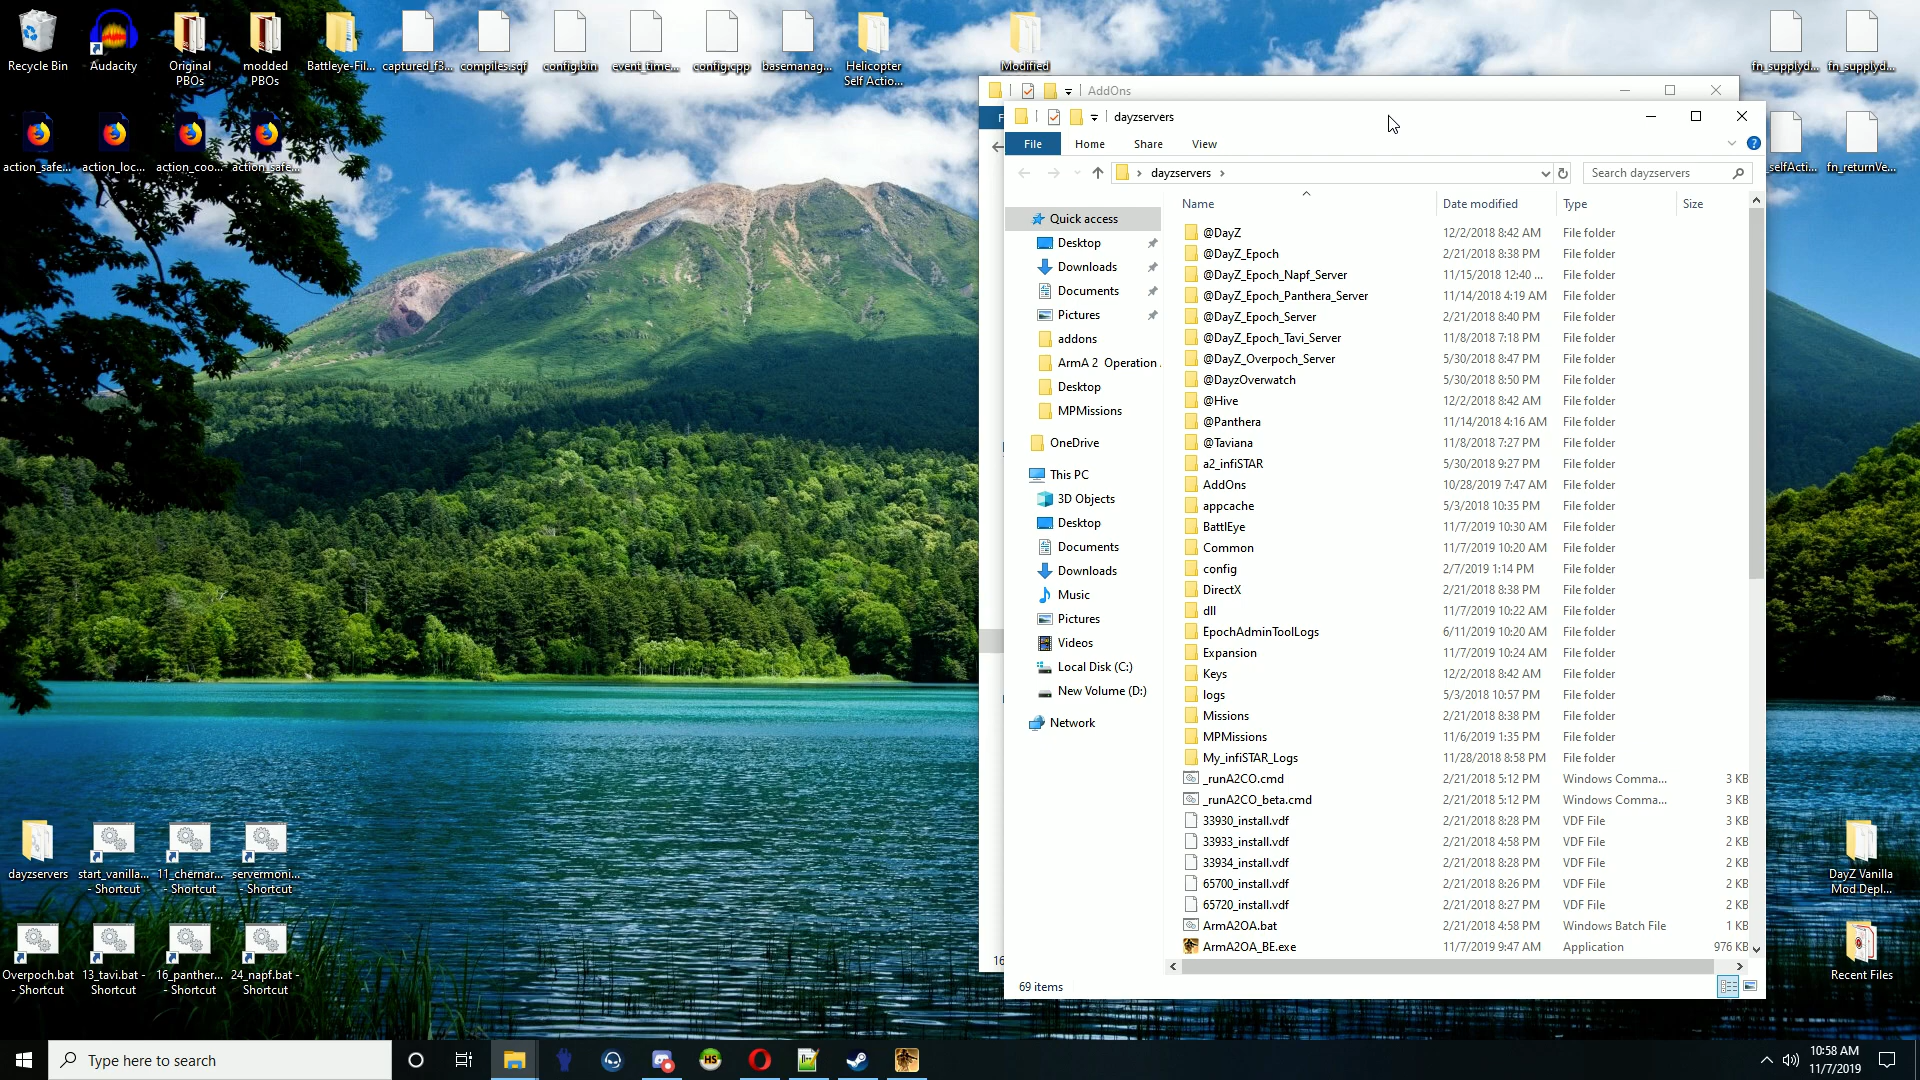 Recycle Bin
Audacity
Original PBOs
modded PBOs
Battleye-Fil...
captured_f3...
compiles.sqf
config.bin
event_time...
config.cpp
basemanag...
Helicopter Self Actio...
Modified
fn_supplyd...
fn_supplyd...
action_safe...
action_loc...
action_coo...
action_safe...
_selfActi...
fn_returnVe...
AddOns
dayzservers
File
Home
Share
View
dayzservers
Search dayzservers
Name
Date modified
Type
Size
Quick access
Desktop
Downloads
Documents
Pictures
addons
ArmA 2 Operation
Desktop
MPMissions
OneDrive
This PC
3D Objects
Desktop
Documents
Downloads
Music
Pictures
Videos
Local Disk (C:)
New Volume (D:)
Network
@DayZ 12/2/2018 8:42 AM File folder
@DayZ_Epoch 2/21/2018 8:38 PM File folder
@DayZ_Epoch_Napf_Server 11/15/2018 12:40 ... File folder
@DayZ_Epoch_Panthera_Server 11/14/2018 4:19 AM File folder
@DayZ_Epoch_Server 2/21/2018 8:40 PM File folder
@DayZ_Epoch_Tavi_Server 11/8/2018 7:18 PM File folder
@DayZ_Overpoch_Server 5/30/2018 8:47 PM File folder
@DayzOverwatch 5/30/2018 8:50 PM File folder
@Hive 12/2/2018 8:42 AM File folder
@Panthera 11/14/2018 4:16 AM File folder
@Taviana 11/8/2018 7:27 PM File folder
a2_infiSTAR 5/30/2018 9:27 PM File folder
AddOns 10/28/2019 7:47 AM File folder
appcache 5/3/2018 10:35 PM File folder
BattlEye 11/7/2019 10:30 AM File folder
Common 11/7/2019 10:20 AM File folder
config 2/7/2019 1:14 PM File folder
DirectX 2/21/2018 8:38 PM File folder
dll 11/7/2019 10:22 AM File folder
EpochAdminToolLogs 6/11/2019 10:20 AM File folder
Expansion 11/7/2019 10:24 AM File folder
Keys 12/2/2018 8:42 AM File folder
logs 5/3/2018 10:57 PM File folder
Missions 2/21/2018 8:38 PM File folder
MPMissions 11/6/2019 1:35 PM File folder
My_infiSTAR_Logs 11/28/2018 8:58 PM File folder
_runA2CO.cmd 2/21/2018 5:12 PM Windows Comma... 3 KB
_runA2CO_beta.cmd 2/21/2018 5:12 PM Windows Comma... 3 KB
33930_install.vdf 2/21/2018 8:28 PM VDF File 3 KB
33933_install.vdf 2/21/2018 4:58 PM VDF File 2 KB
33934_install.vdf 2/21/2018 8:28 PM VDF File 2 KB
65700_install.vdf 2/21/2018 8:26 PM VDF File 2 KB
65720_install.vdf 2/21/2018 8:27 PM VDF File 2 KB
ArmA2OA.bat 2/21/2018 4:58 PM Windows Batch File 1 KB
ArmA2OA_BE.exe 11/7/2019 9:47 AM Application 976 KB
16
69 items
dayzservers
start_vanilla... - Shortcut
11_chernar... - Shortcut
servermoni... - Shortcut
Overpoch.bat - Shortcut
13_tavi.bat - Shortcut
16_panther... - Shortcut
24_napf.bat - Shortcut
DayZ Vanilla Mod Depl...
Recent Files
Type here to search
HS
10:58 AM
11/7/2019